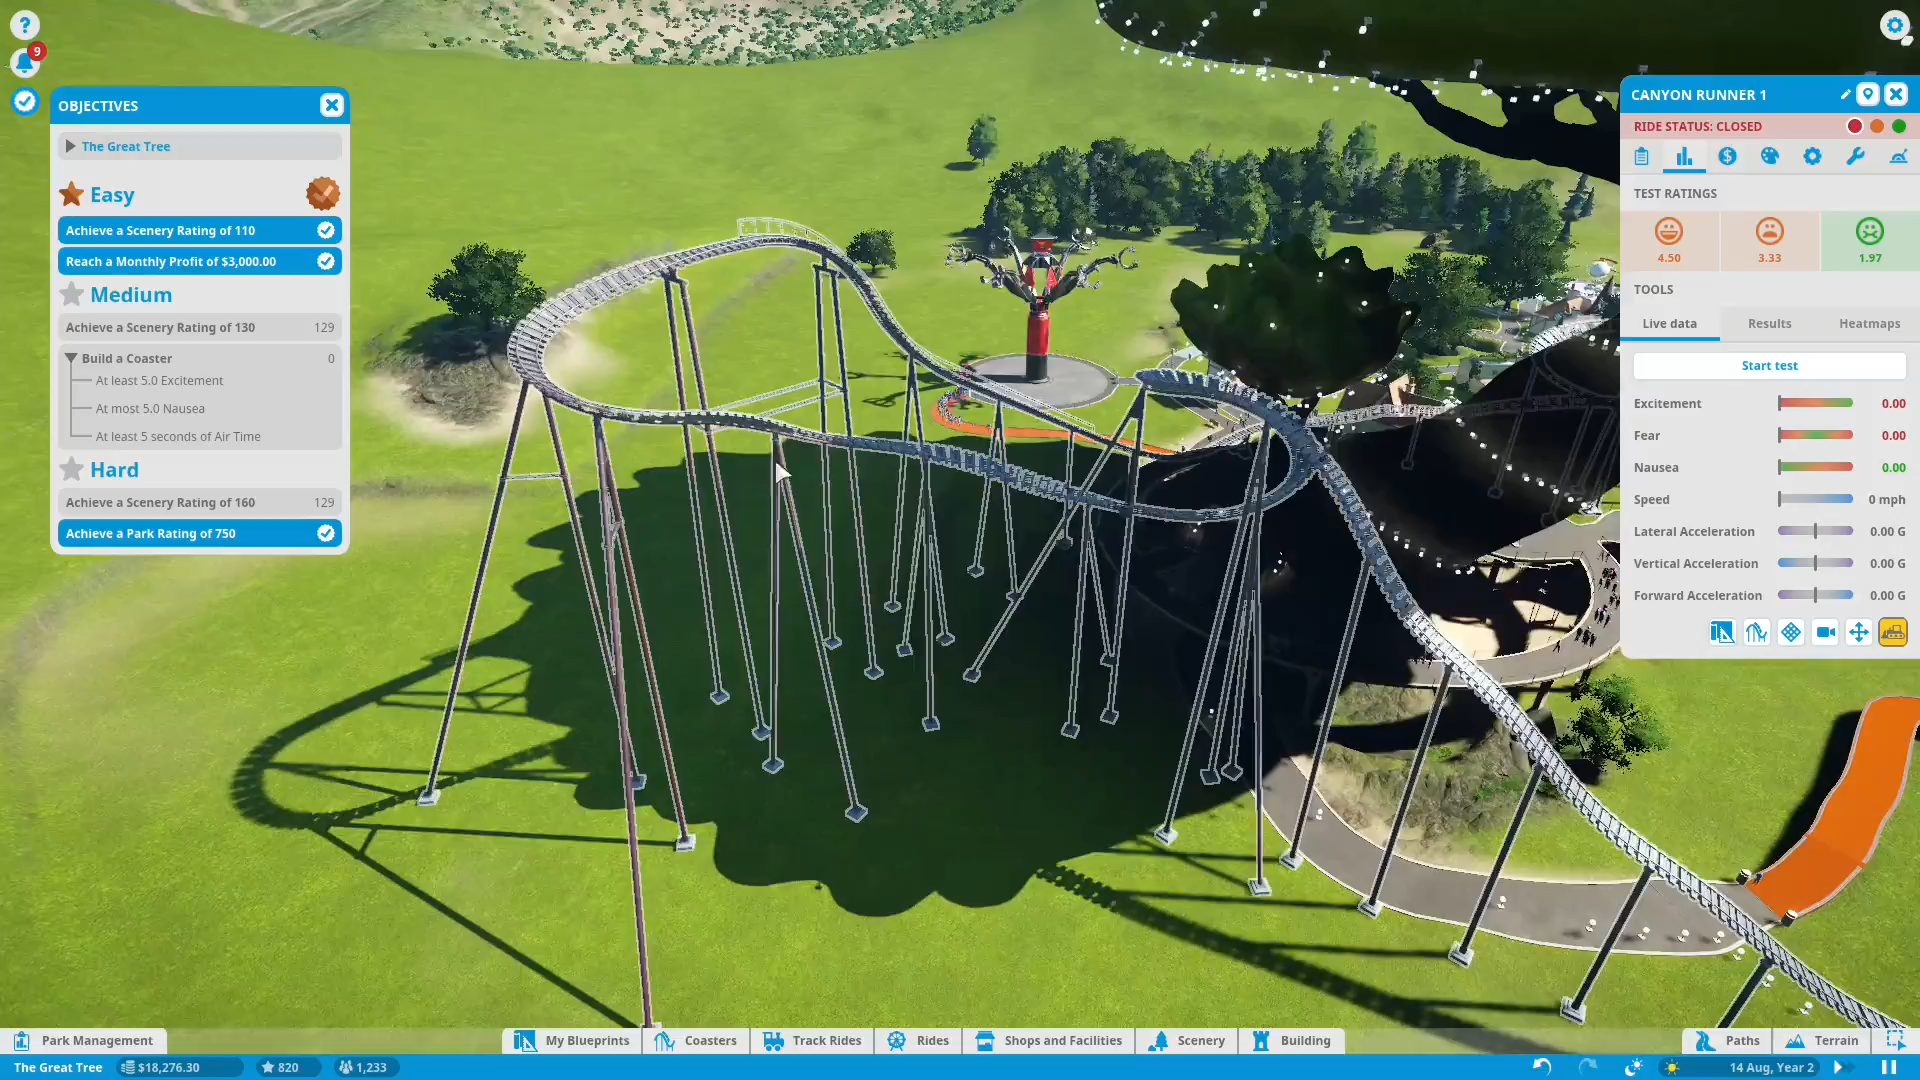 ?
9
OBJECTIVES
The Great Tree
Easy
Achieve a Scenery Rating of 110
Reach a Monthly Profit of $3,000.00
Medium
Achieve a Scenery Rating of 130 129
Build a Coaster 0
At least 5.0 Excitement
At most 5.0 Nausea
At least 5 seconds of Air Time
Hard
Achieve a Scenery Rating of 160 129
Achieve a Park Rating of 750
CANYON RUNNER 1
RIDE STATUS: CLOSED
TEST RATINGS
4.50 3.33 1.97
TOOLS
Live data Results Heatmaps
Start test
Excitement 0.00
Fear 0.00
Nausea 0.00
Speed 0 mph
Lateral Acceleration 0.00 G
Vertical Acceleration 0.00 G
Forward Acceleration 0.00 G
Park Management
My Blueprints
Coasters
Track Rides
Rides
Shops and Facilities
Scenery
Building
Paths
Terrain
The Great Tree $18,276.30 820 1,233
14 Aug, Year 2